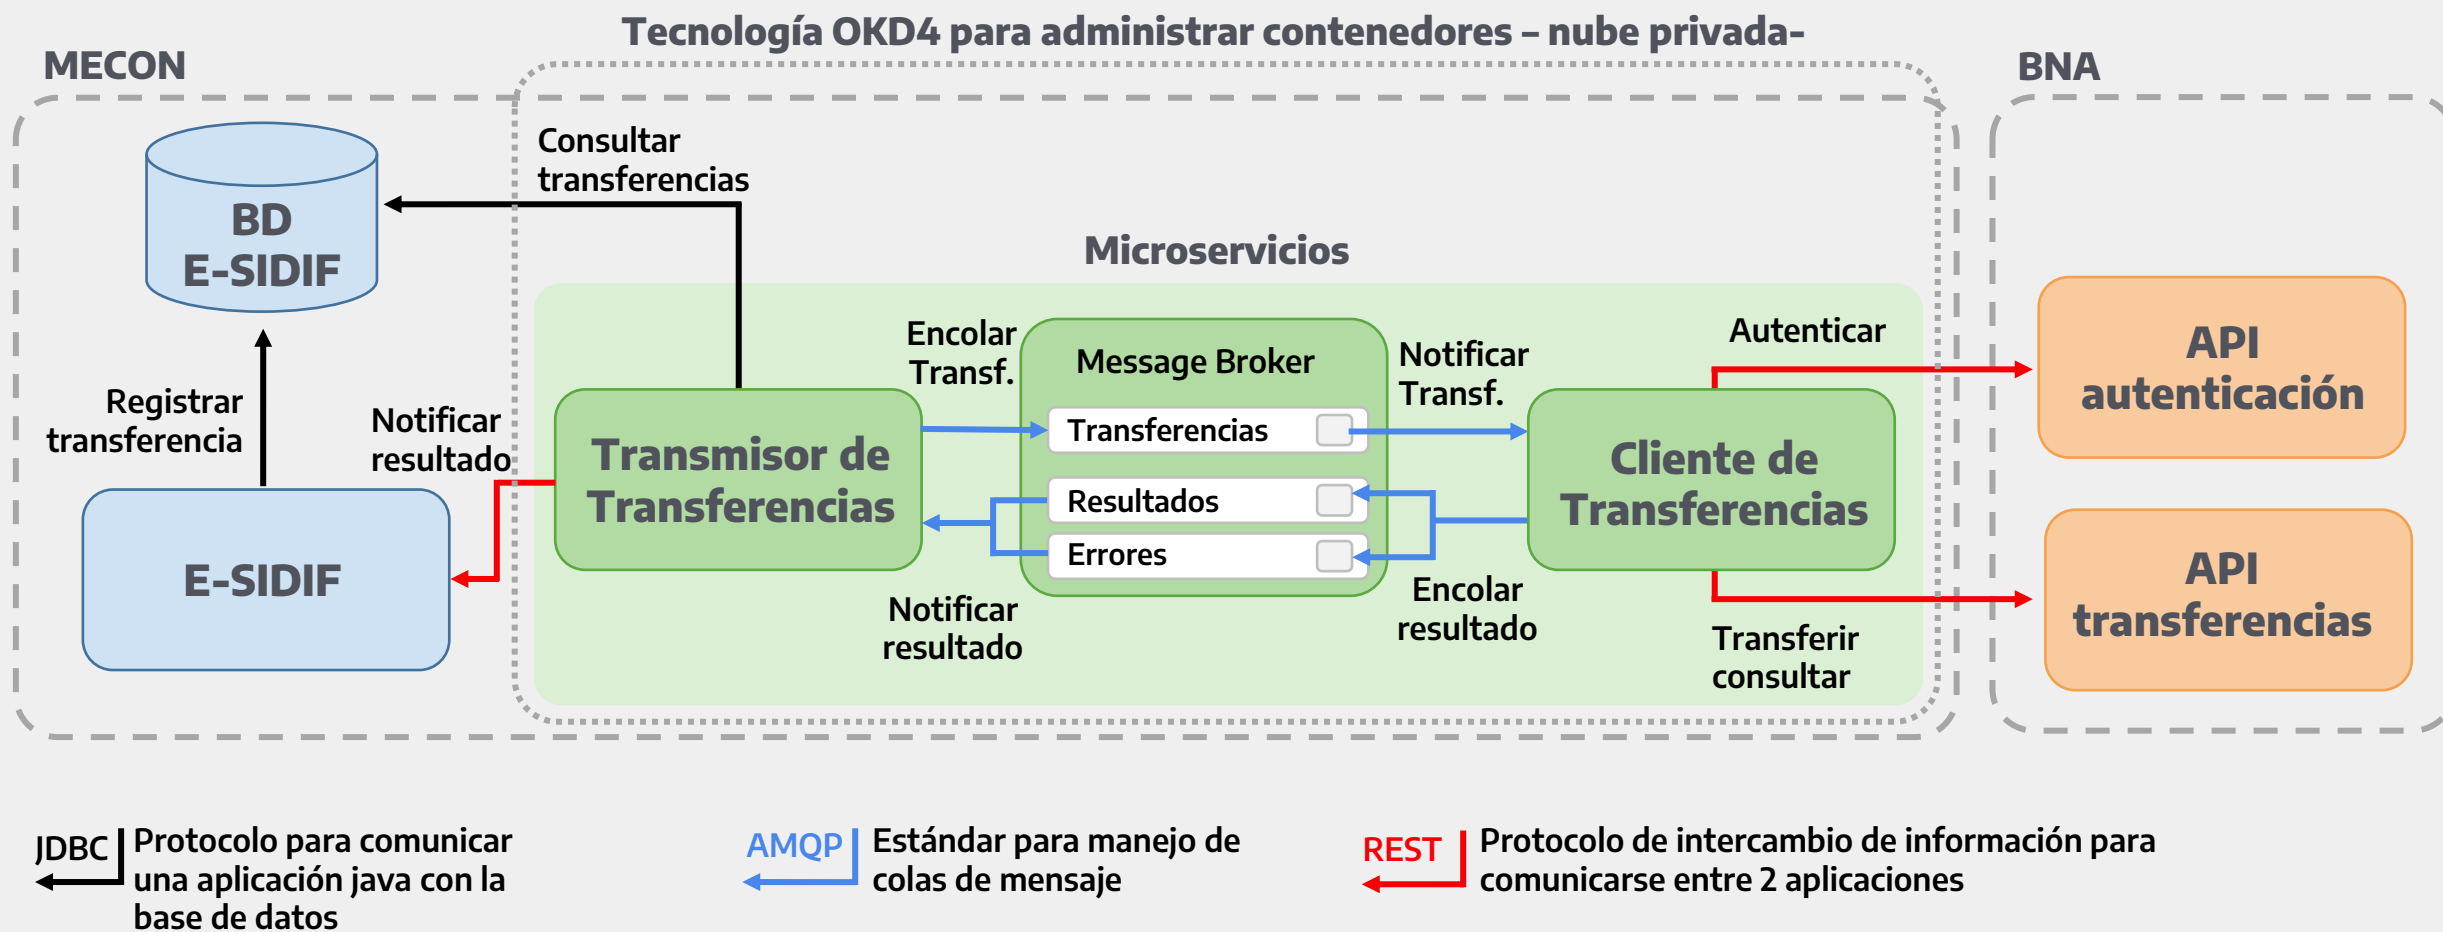 Tecnología OKD4 para administrar contenedores – nube privada-
MECON
BNA
Consultar
transferencias
BD
E-SIDIF
Microservicios
Encolar
Transf.
Message Broker
Notificar
Transf.
Autenticar
API
autenticación
Registrar
transferencia
Notificar
resultado
Transmisor de
Transferencias
Transferencias
Resultados
Errores
Cliente de
Transferencias
E-SIDIF
Notificar
resultado
Encolar
resultado
Transferir
consultar
API
transferencias
JDBC
Protocolo para comunicar
una aplicación java con la
base de datos
AMQP
Estándar para manejo de
colas de mensaje
REST
Protocolo de intercambio de información para
comunicarse entre 2 aplicaciones